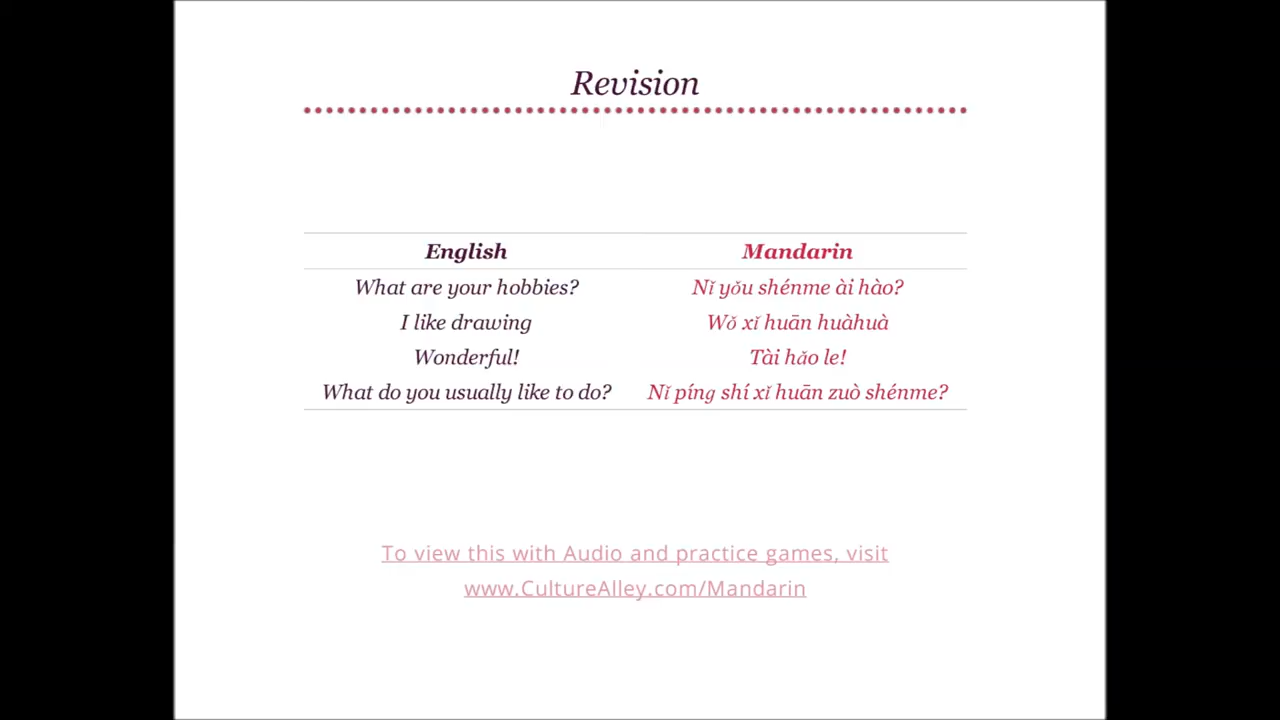 Revision
English Mandarin
What are your hobbies? Nǐ yǒu shénme ài hào?
I like drawing Wǒ xǐ huān huàhuà
Wonderful! Tài hǎo le!
What do you usually like to do? Nǐ píng shí xǐ huān zuò shénme?
To view this with Audio and practice games, visit
www.CultureAlley.com/Mandarin